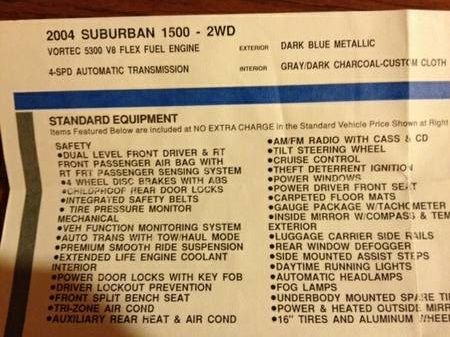 2004 SUBURBAN 1500 - 2WD
VORTEC 5300 V8 FLEX FUEL ENGINE
4-SPD AUTOMATIC TRANSMISSION
EXTERIOR DARK BLUE METALLIC
INTERIOR GRAY/DARK CHARCOAL-CUSTOM CLOTH
STANDARD EQUIPMENT
Items Featured Below are included at NO EXTRA CHARGE in the Standard Vehicle Price Shown at Right
SAFETY
•DUAL LEVEL FRONT DRIVER & RT
FRONT PASSENGER AIR BAG WITH
RT FRT PASSENGER SENSING SYSTEM
•4 WHEEL DISC BRAKES WITH ABS
•CHILDPROOF REAR DOOR LOCKS
•INTEGRATED SAFETY BELTS
•TIRE PRESSURE MONITOR
MECHANICAL
•VEH FUNCTION MONITORING SYSTEM
•AUTO TRANS WITH TOW/HAUL MODE
•PREMIUM SMOOTH RIDE SUSPENSION
•EXTENDED LIFE ENGINE COOLANT
INTERIOR
•POWER DOOR LOCKS WITH KEY FOB
•DRIVER LOCKOUT PREVENTION
•FRONT SPLIT BENCH SEAT
•TRI-ZONE AIR COND
•AUXILIARY REAR HEAT & AIR COND
•AM/FM RADIO WITH CASS & CD
•TILT STEERING WHEEL
•CRUISE CONTROL
•THEFT DETERRENT IGNITION
•POWER WINDOWS
•POWER DRIVER FRONT SEAT
•CARPETED FLOOR MATS
•GAUGE PACKAGE W/TACHOMETER
•INSIDE MIRROR W/COMPASS & TEM
EXTERIOR
•LUGGAGE CARRIER SIDE RAILS
•REAR WINDOW DEFOGGER
•SIDE MOUNTED ASSIST STEPS
•DAYTIME RUNNING LIGHTS
•AUTOMATIC HEADLAMPS
•FOG LAMPS
•UNDERBODY MOUNTED SPARE TI
•POWER & HEATED OUTSIDE MIRR
•16" TIRES AND ALUMINUM WHEEL